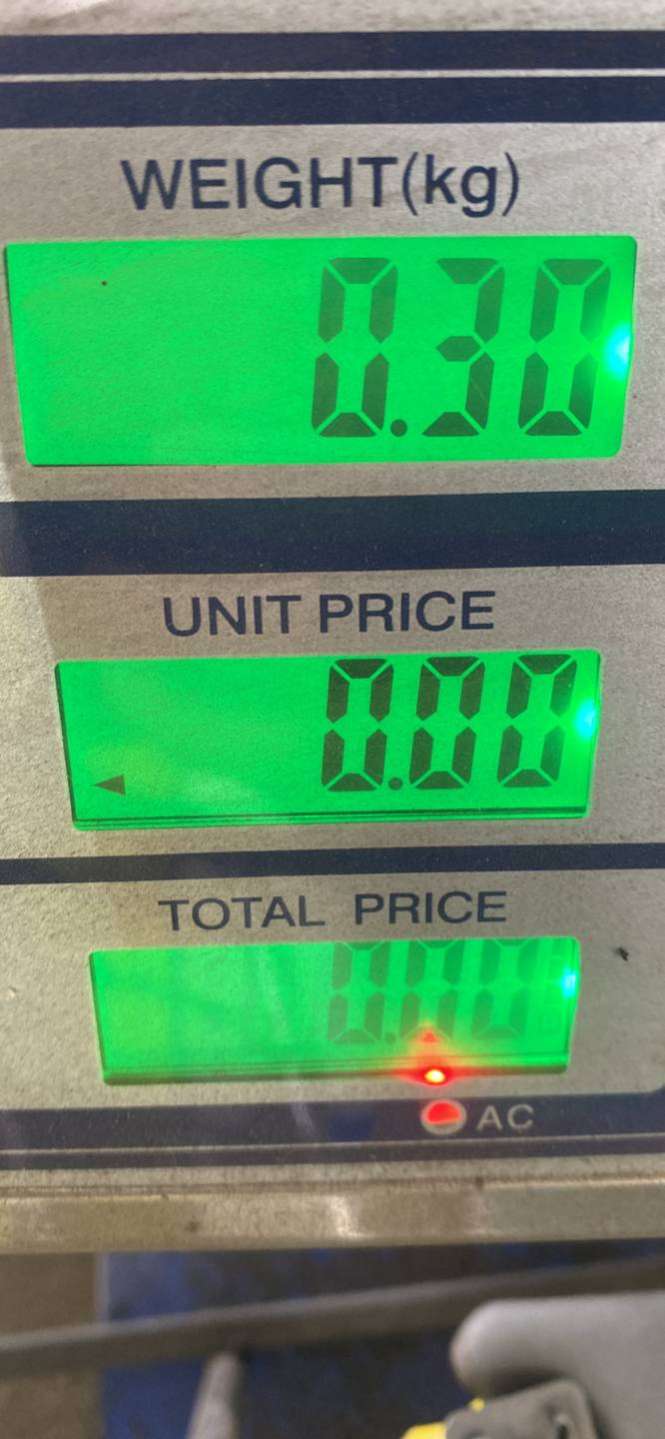 WEIGHT(kg)
0.30
UNIT PRICE
0.00
TOTAL PRICE
0.00
AC